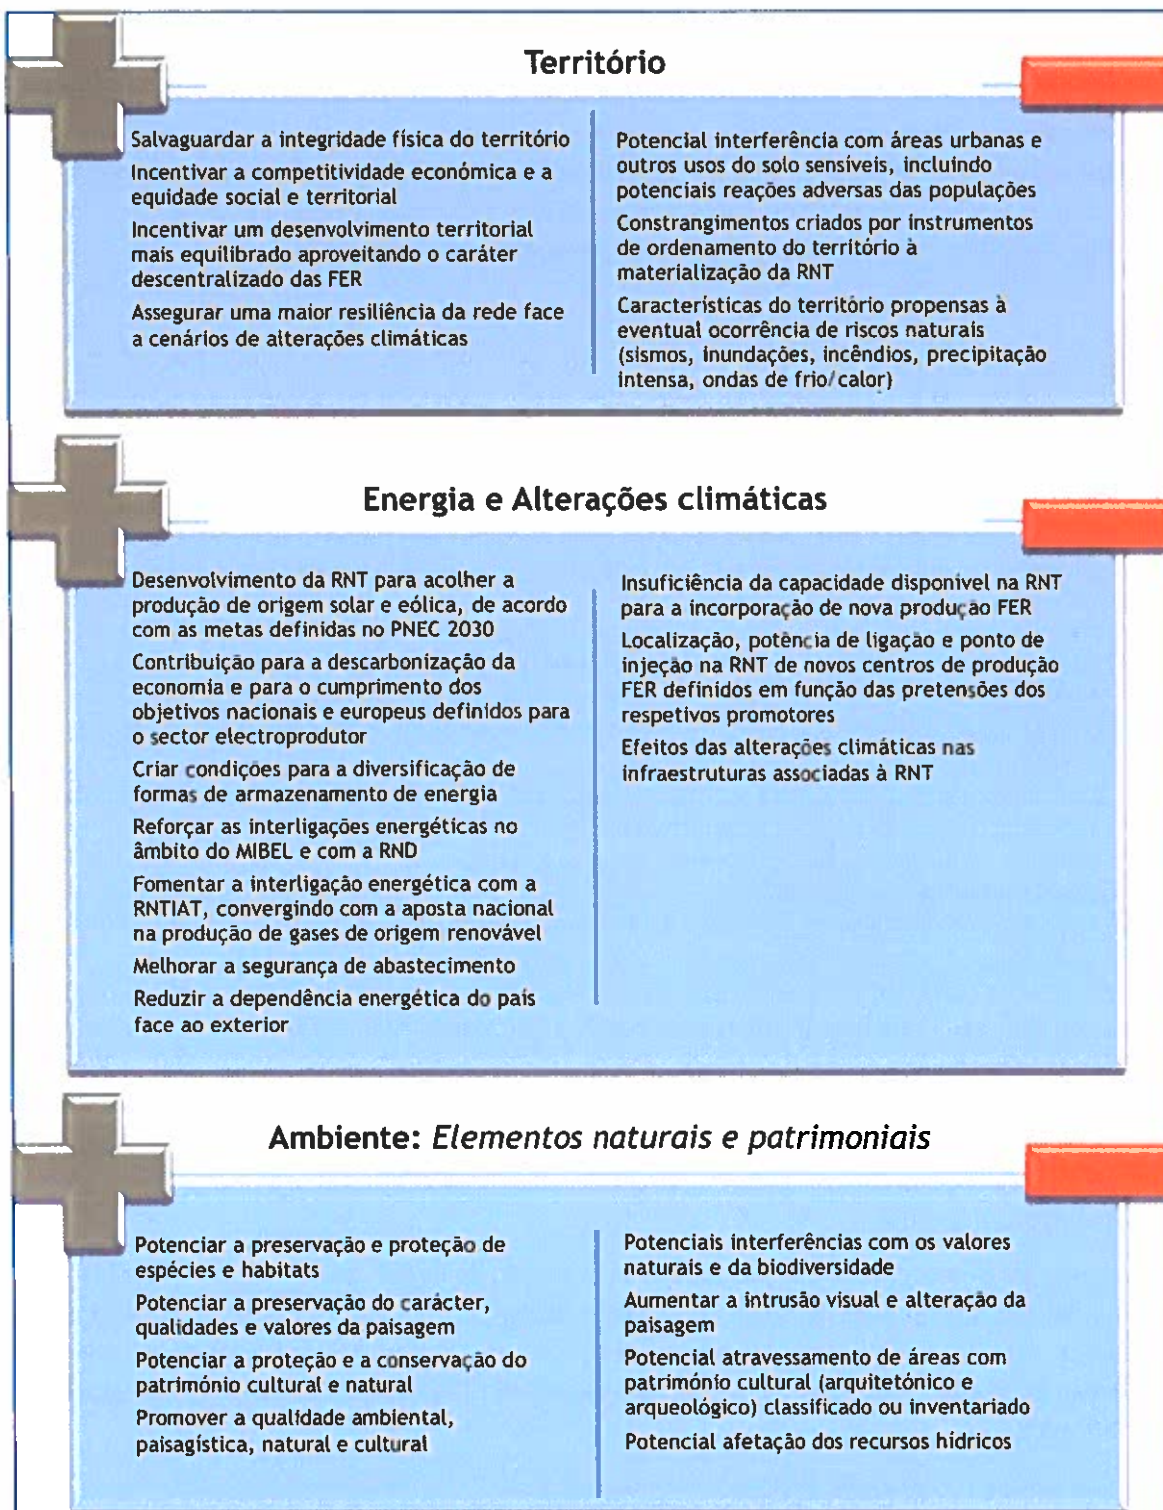 Território
Salvaguardar a integridade física do território
Incentivar a competitividade económica e a
equidade social e territorial
Incentivar um desenvolvimento territorial
mais equilibrado aproveitando o caráter
descentralizado das FER
Assegurar uma maior resiliência da rede face
a cenários de alterações climáticas
Potencial interferência com áreas urbanas e
outros usos do solo sensíveis, incluindo
potenciais reações adversas das populações
Constrangimentos criados por instrumentos
de ordenamento do território à
materialização da RNT
Características do território propensas à
eventual ocorrência de riscos naturais
(sismos, inundações, incêndios, precipitação
intensa, ondas de frio/calor)
Energia e Alterações climáticas
Desenvolvimento da RNT para acolher a
produção de origem solar e eólica, de acordo
com as metas definidas no PNEC 2030
Contribuição para a descarbonização da
economia e para o cumprimento dos
objetivos nacionais e europeus definidos para
o sector electroprodutor
Criar condições para a diversificação de
formas de armazenamento de energia
Reforçar as interligações energéticas no
âmbito do MIBEL e com a RND
Fomentar a interligação energética com a
RNTIAT, convergindo com a aposta nacional
na produção de gases de origem renovável
Melhorar a segurança de abastecimento
Reduzir a dependência energética do país
face ao exterior
Insuficiência da capacidade disponível na RNT
para a incorporação de nova produção FER
Localização, potência de ligação e ponto de
injeção na RNT de novos centros de produção
FER definidos em função das pretensões dos
respetivos promotores
Efeitos das alterações climáticas nas
infraestruturas associadas à RNT
Ambiente: Elementos naturais e patrimoniais
Potenciar a preservação e proteção de
espécies e habitats
Potenciar a preservação do carácter,
qualidades e valores da paisagem
Potenciar a proteção e a conservação do
património cultural e natural
Promover a qualidade ambiental,
paisagística, natural e cultural
Potenciais interferências com os valores
naturais e da biodiversidade
Aumentar a intrusão visual e alteração da
paisagem
Potencial atravessamento de áreas com
património cultural (arquitetónico e
arqueológico) classificado ou inventariado
Potencial afetação dos recursos hídricos